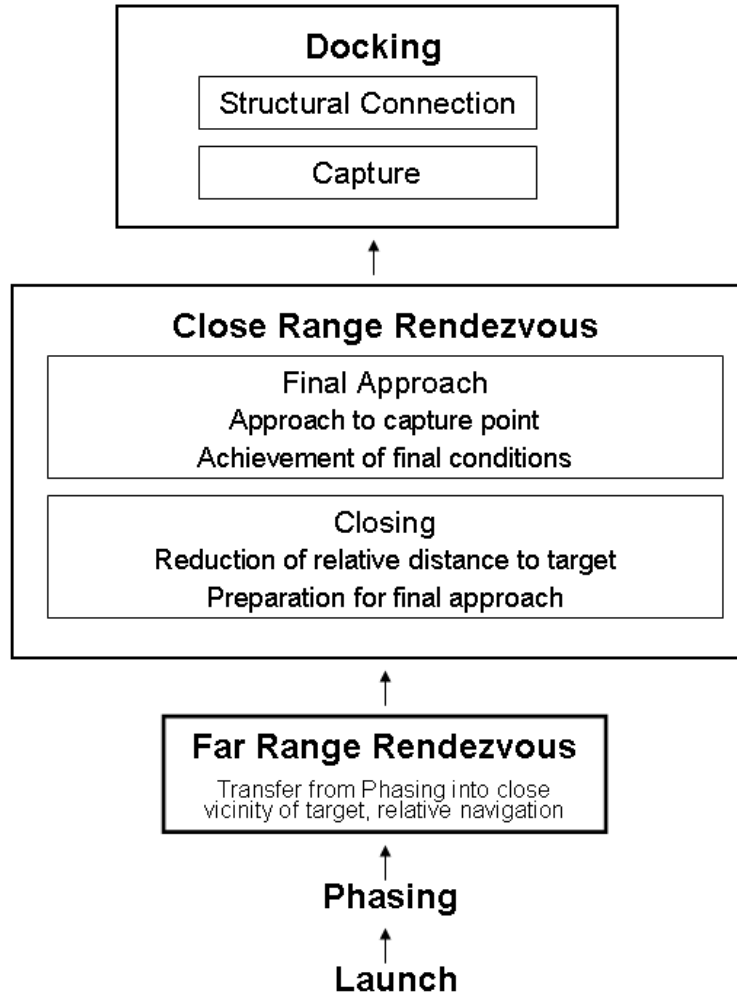 Docking
Structural Connection
Capture
Close Range Rendezvous
Final Approach
Approach to capture point
Achievement of final conditions
Closing
Reduction of relative distance to target
Preparation for final approach
Far Range Rendezvous
Transfer from Phasing into close
vicinity of target, relative navigation
Phasing
Launch